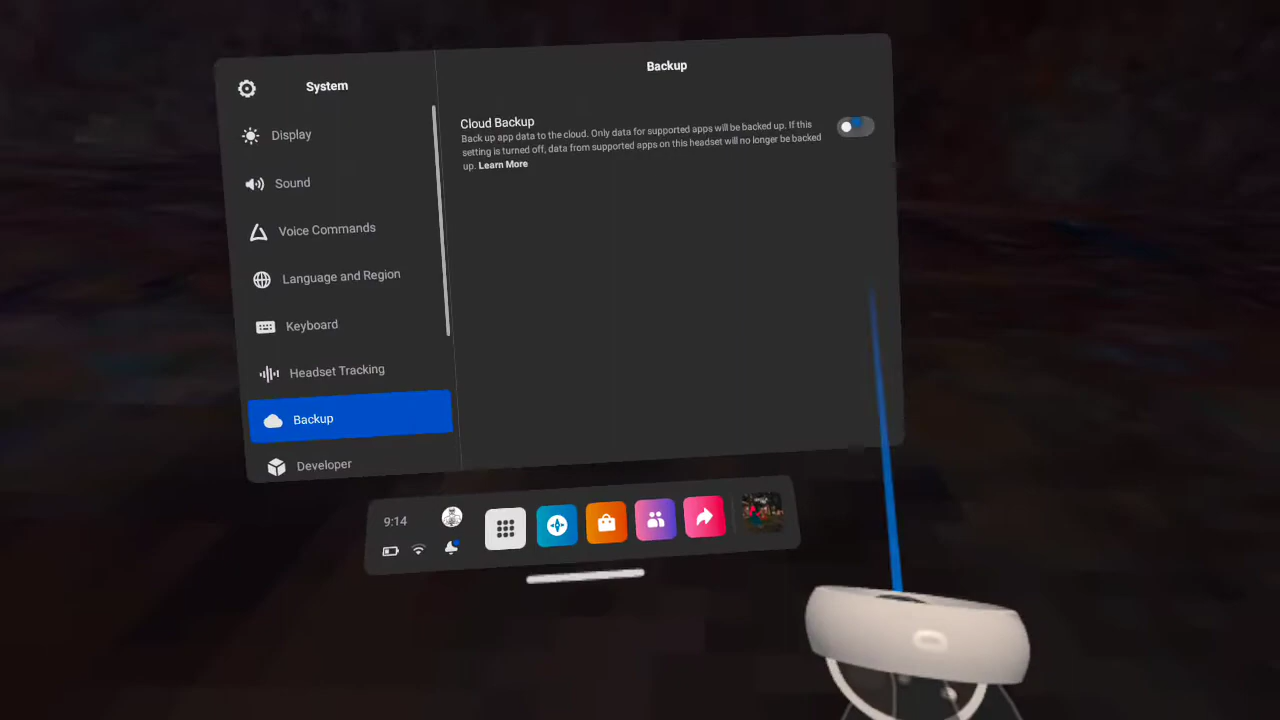 System
Display
Sound
Voice Commands
Language and Region
Keyboard
Headset Tracking
Backup
Developer
Backup
Cloud Backup
Back up app data to the cloud. Only data for supported apps will be backed up. If this
setting is turned off, data from supported apps on this headset will no longer be backed
up. Learn More
9:14